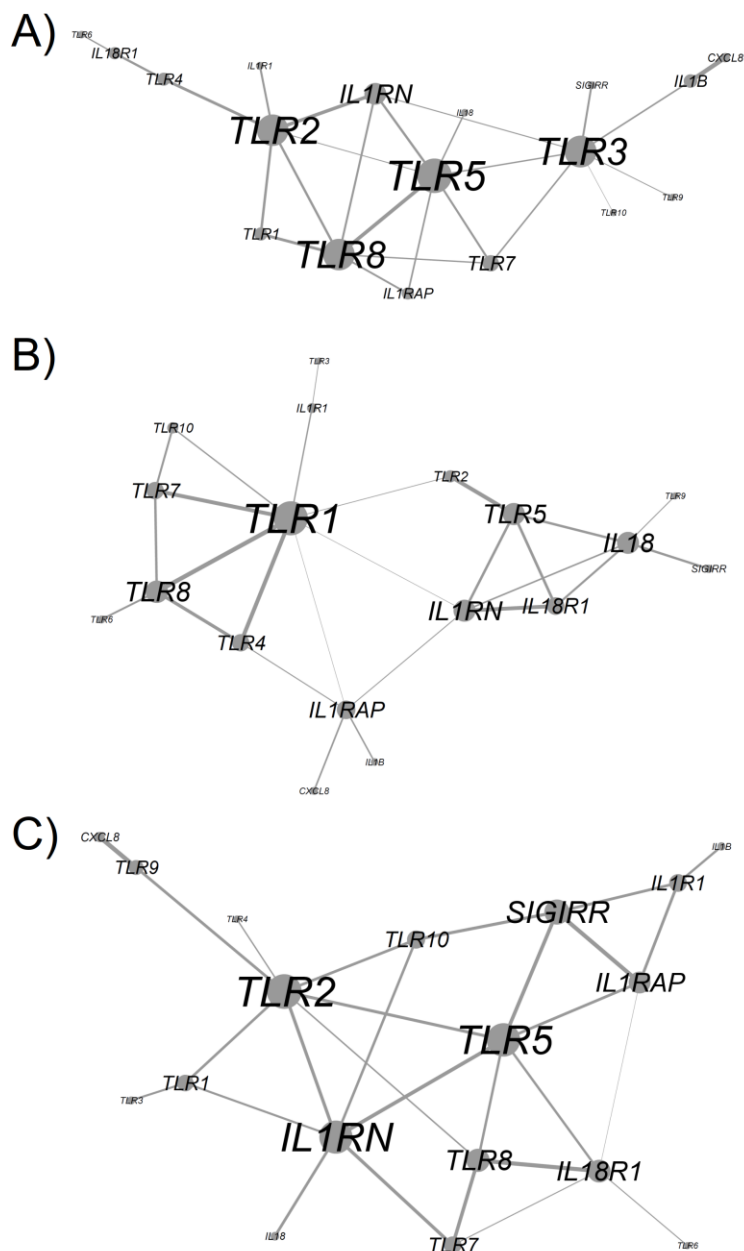 A)
TLR6
IL18R1
TLR4
IL1R1
IL1RN
TLR2
IL18
TLR5
SIGIRR
CXCL8
IL1B
TLR3
TLR9
TLR10
TLR1
TLR8
TLR7
IL1RAP
B)
TLR3
IL1R1
TLR10
TLR7
TLR1
TLR2
TLR5
TLR9
IL18
SIGIRR
TLR8
TLR6
TLR4
IL1RN
IL18R1
IL1RAP
IL1B
CXCL8
C)
CXCL8
TLR9
TLR4
TLR10
SIGIRR
IL1B
IL1R1
IL1RAP
TLR2
TLR5
TLR1
TLR3
IL1RN
TLR8
IL18R1
IL18
TLR7
TLR6